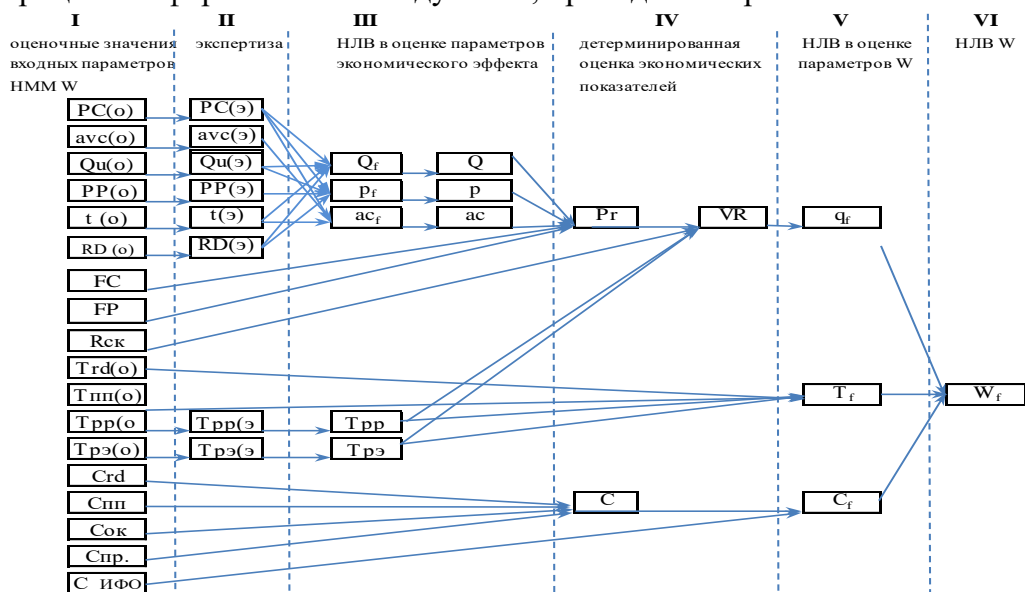 I II III IV V VI
оценочные значения экспертиза НЛВ в оценке параметров детерминированная НЛВ в оценке НЛВ W
входных параметров экономического эффекта оценка экономических параметров W
НМM W показателей
PC(о) PC(э)
avc(о) avc(э)
Qu(о) Qu(э) Qf Q
PP(о) PP(э) pf p
t (о) t(э) acf ac Pr VR qf
RD (о) RD(э)
FC
FP
Rск
Trd(о)
Tпп(о) Tf Wf
Tрр(о Tрр(э Tрр
Tрэ(о) Tрэ(э) Tрэ
Crd
Cпп C Cf
Cок
Cпр.
C ИФО